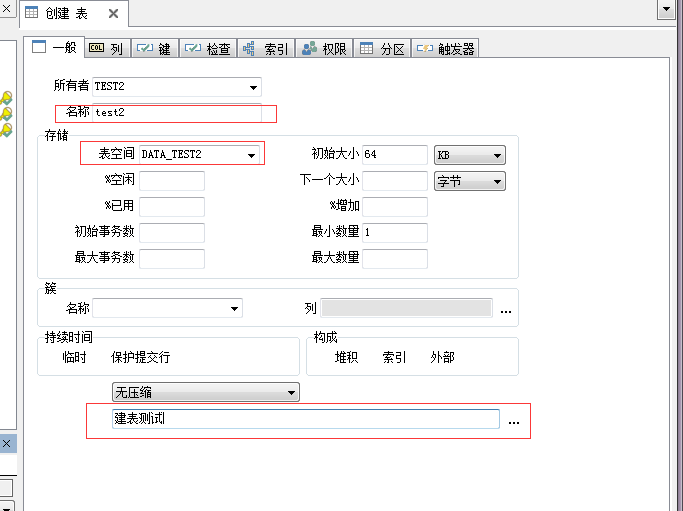 创建 表
一般 COL 列 键 检查 索引 权限 分区 触发器
所有者 TEST2
名称 test2
存储
表空间 DATA_TEST2 初始大小 64 KB
%空闲 下一个大小 字节
%已用 %增加
初始事务数 最小数量 1
最大事务数 最大数量
簇
名称 列 ...
持续时间 构成
临时 保护提交行 堆积 索引 外部
无压缩
建表测试 ...